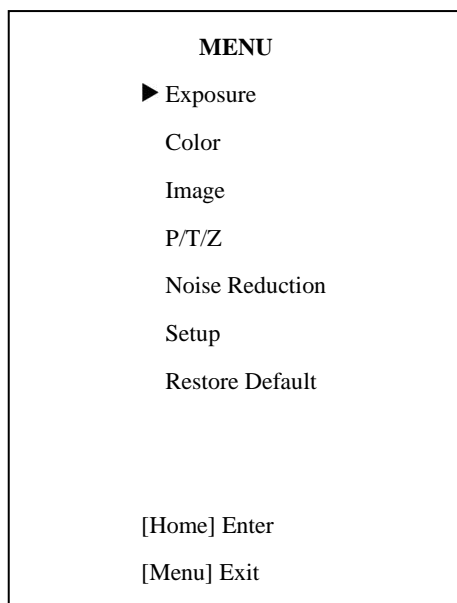 MENU
▶ Exposure
Color
Image
P/T/Z
Noise Reduction
Setup
Restore Default
[Home] Enter
[Menu] Exit